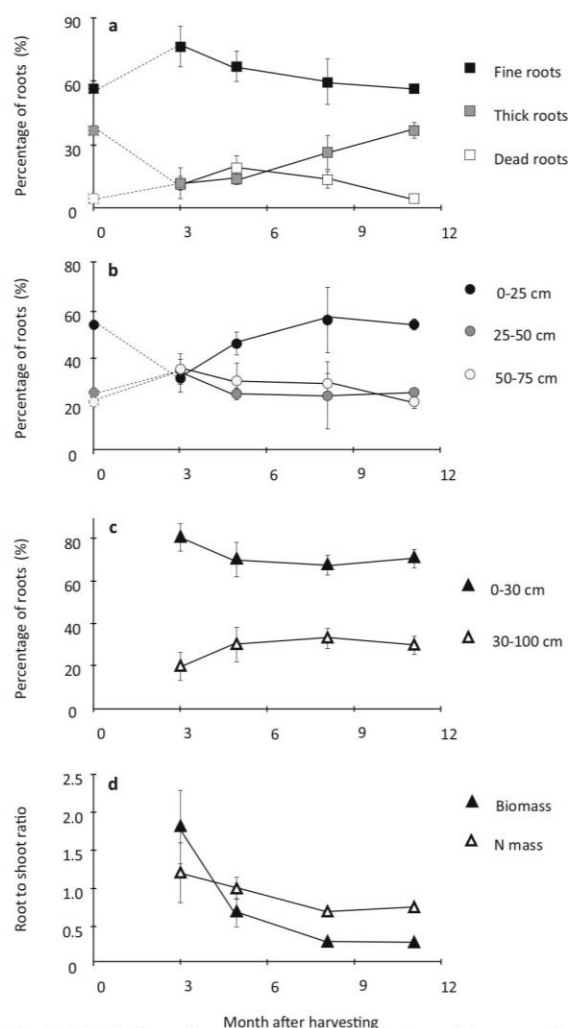 Percentage of roots (%)
90
60
30
0
a
0
3
6
9
12
Fine roots
Thick roots
Dead roots
Percentage of roots (%)
80
60
40
20
0
b
0
3
6
9
12
0-25 cm
25-50 cm
50-75 cm
Percentage of roots (%)
80
60
40
20
0
c
0
3
6
9
12
0-30 cm
30-100 cm
Root to shoot ratio
2.5
2.0
1.5
1.0
0.5
0
d
0
3
6
9
12
Biomass
N mass
Month after harvesting